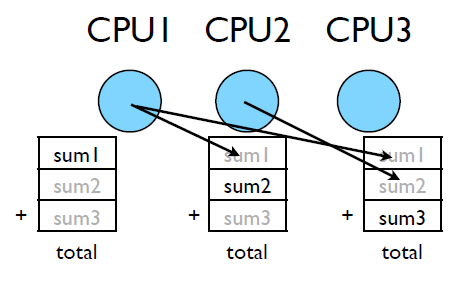 CPU1 CPU2 CPU3
sum1 sum1 sum1
sum2 sum2 sum2
+ sum3 + sum3 + sum3
total total total